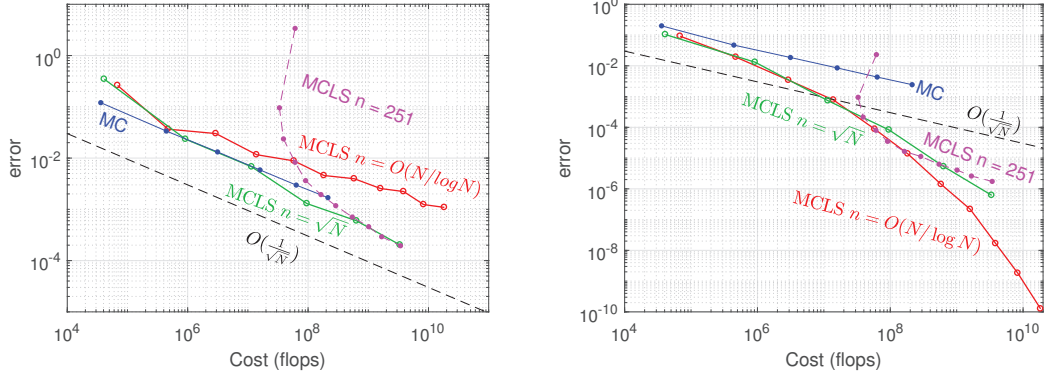 10^0
10^-2
10^-4
error
MCLS n = 251
MC
MCLS n = O(N/logN)
MCLS n = √N
O(1/√N)
10^4 10^6 10^8 10^10
Cost (flops)
10^0
10^-2
10^-4
10^-6
10^-8
10^-10
error
MC
O(1/√N)
MCLS n = √N
MCLS n = 251
MCLS n = O(N/log N)
10^4 10^6 10^8 10^10
Cost (flops)